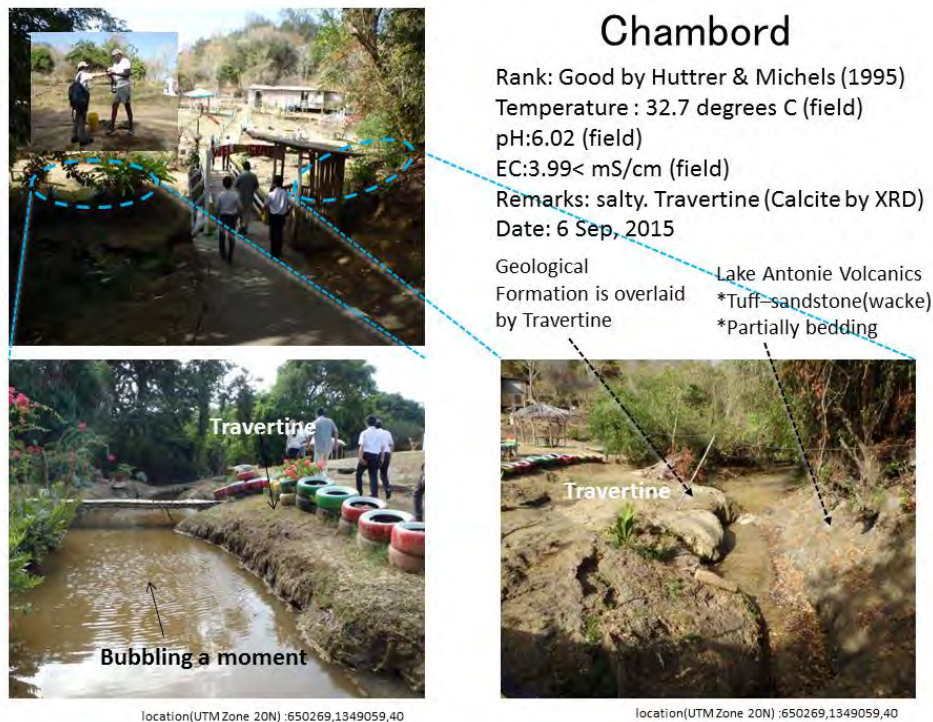 Chambord
Rank: Good by Huttrer & Michels (1995)
Temperature : 32.7 degrees C (field)
pH:6.02 (field)
EC:3.99< mS/cm (field)
Remarks: salty. Travertine (Calcite by XRD)
Date: 6 Sep, 2015
Geological
Formation is overlaid
by Travertine
Lake Antonie Volcanics
*Tuff–sandstone(wacke)
*Partially bedding
Travertine
Bubbling a moment
location(UTM Zone 20N) :650269,1349059,40
Travertine
location(UTM Zone 20N) :650269,1349059,40